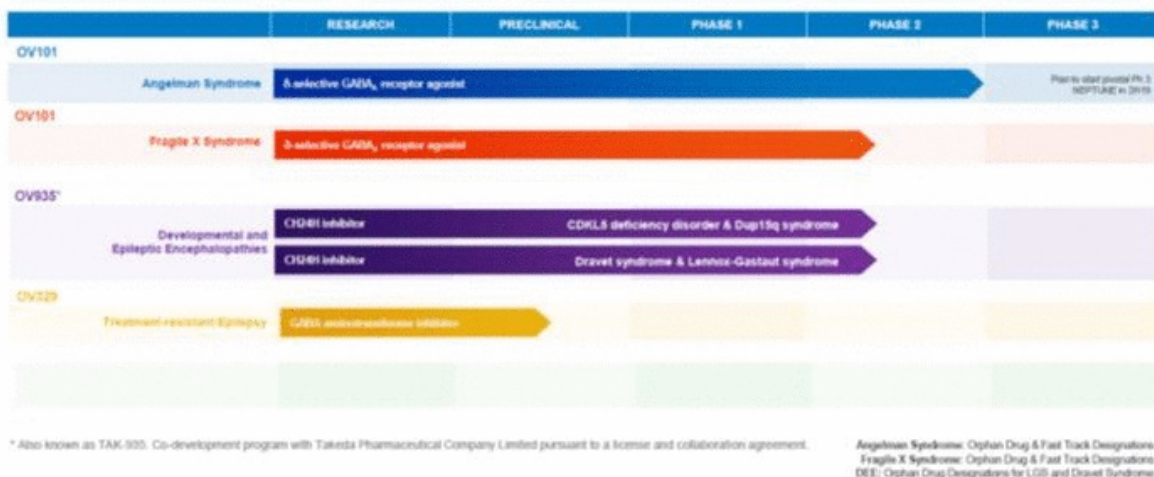 RESEARCH PRECLINICAL PHASE 1 PHASE 2 PHASE 3
OV101
Angelman Syndrome δ-selective GABA_A receptor agonist Plan to start pivotal Ph 3
NEPTUNE in 2H19
OV101
Fragile X Syndrome δ-selective GABA_A receptor agonist
OV935*
CH24H inhibitor CDKL5 deficiency disorder & Dup15q syndrome
Developmental and
Epileptic Encephalopathies
CH24H inhibitor Dravet syndrome & Lennox-Gastaut syndrome
OV329
Treatment-resistant Epilepsy GABA aminotransferase inhibitor
* Also known as TAK-935. Co-development program with Takeda Pharmaceutical Company Limited pursuant to a license and collaboration agreement.
Angelman Syndrome: Orphan Drug & Fast Track Designations
Fragile X Syndrome: Orphan Drug & Fast Track Designations
DEE: Orphan Drug Designations for LGS and Dravet Syndrome